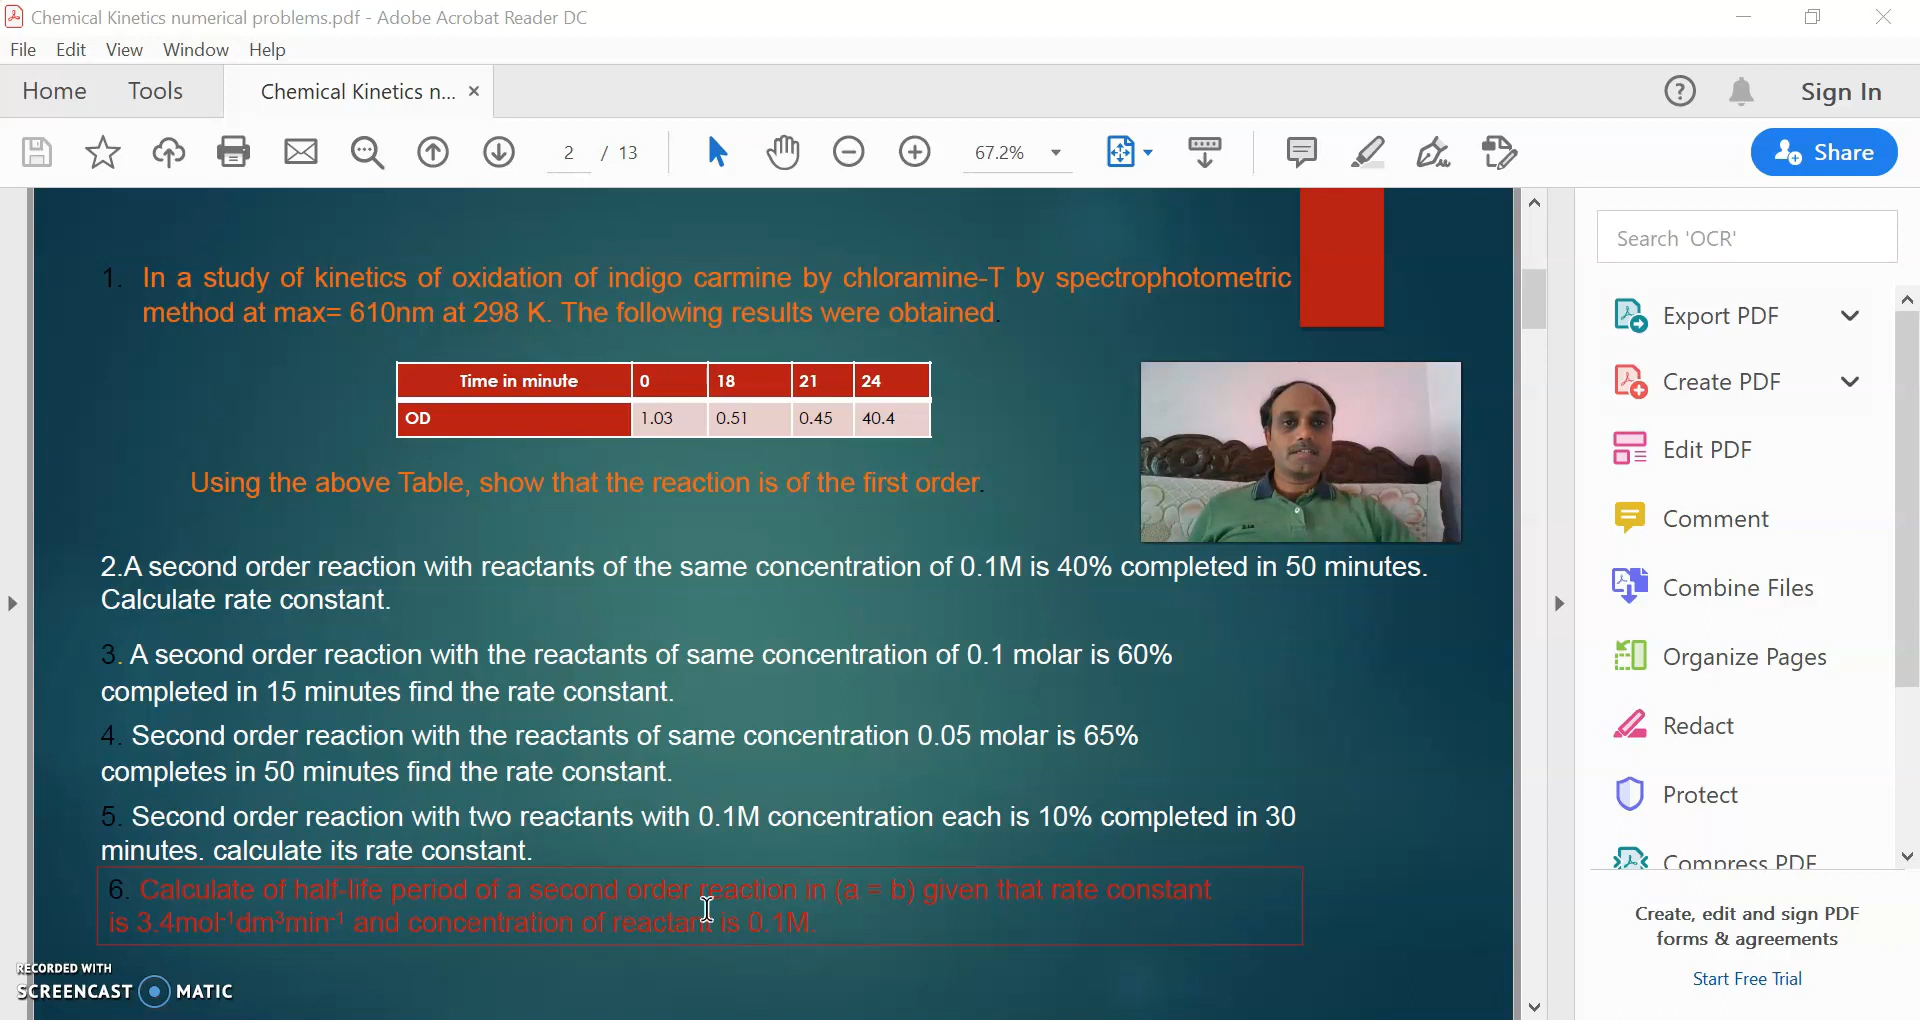 Chemical Kinetics numerical problems.pdf - Adobe Acrobat Reader DC
File Edit View Window Help
Home Tools Chemical Kinetics n... × Sign In
2 / 13 67.2% Share
1. In a study of kinetics of oxidation of indigo carmine by chloramine-T by spectrophotometric
method at max= 610nm at 298 K. The following results were obtained.
Time in minute 0 18 21 24
OD 1.03 0.51 0.45 40.4
Using the above Table, show that the reaction is of the first order.
2.A second order reaction with reactants of the same concentration of 0.1M is 40% completed in 50 minutes.
Calculate rate constant.
3. A second order reaction with the reactants of same concentration of 0.1 molar is 60%
completed in 15 minutes find the rate constant.
4. Second order reaction with the reactants of same concentration 0.05 molar is 65%
completes in 50 minutes find the rate constant.
5. Second order reaction with two reactants with 0.1M concentration each is 10% completed in 30
minutes. calculate its rate constant.
6. Calculate of half-life period of a second order reaction in (a = b) given that rate constant
is 3.4mol⁻¹dm³min⁻¹ and concentration of reactant is 0.1M.
RECORDED WITH
SCREENCAST MATIC
Search 'OCR'
Export PDF
Create PDF
Edit PDF
Comment
Combine Files
Organize Pages
Redact
Protect
Compress PDF
Create, edit and sign PDF
forms & agreements
Start Free Trial